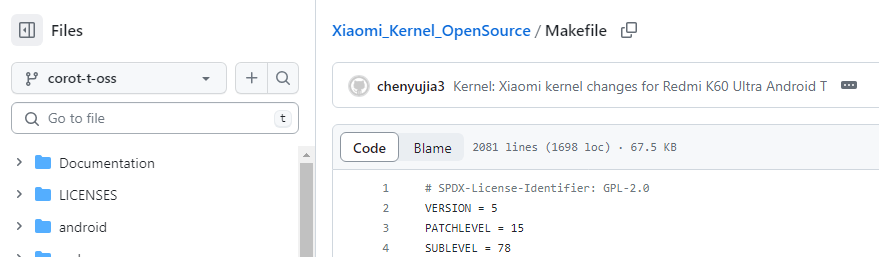 Files
corot-t-oss
Go to file
t
Documentation
LICENSES
android
Xiaomi_Kernel_OpenSource / Makefile
chenyujia3 Kernel: Xiaomi kernel changes for Redmi K60 Ultra Android T
Code Blame 2081 lines (1698 loc) · 67.5 KB
1 # SPDX-License-Identifier: GPL-2.0
2 VERSION = 5
3 PATCHLEVEL = 15
4 SUBLEVEL = 78